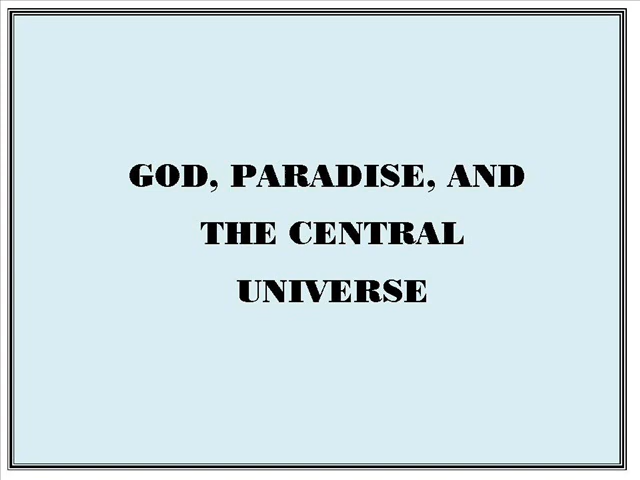 GOD, PARADISE, AND
THE CENTRAL
UNIVERSE